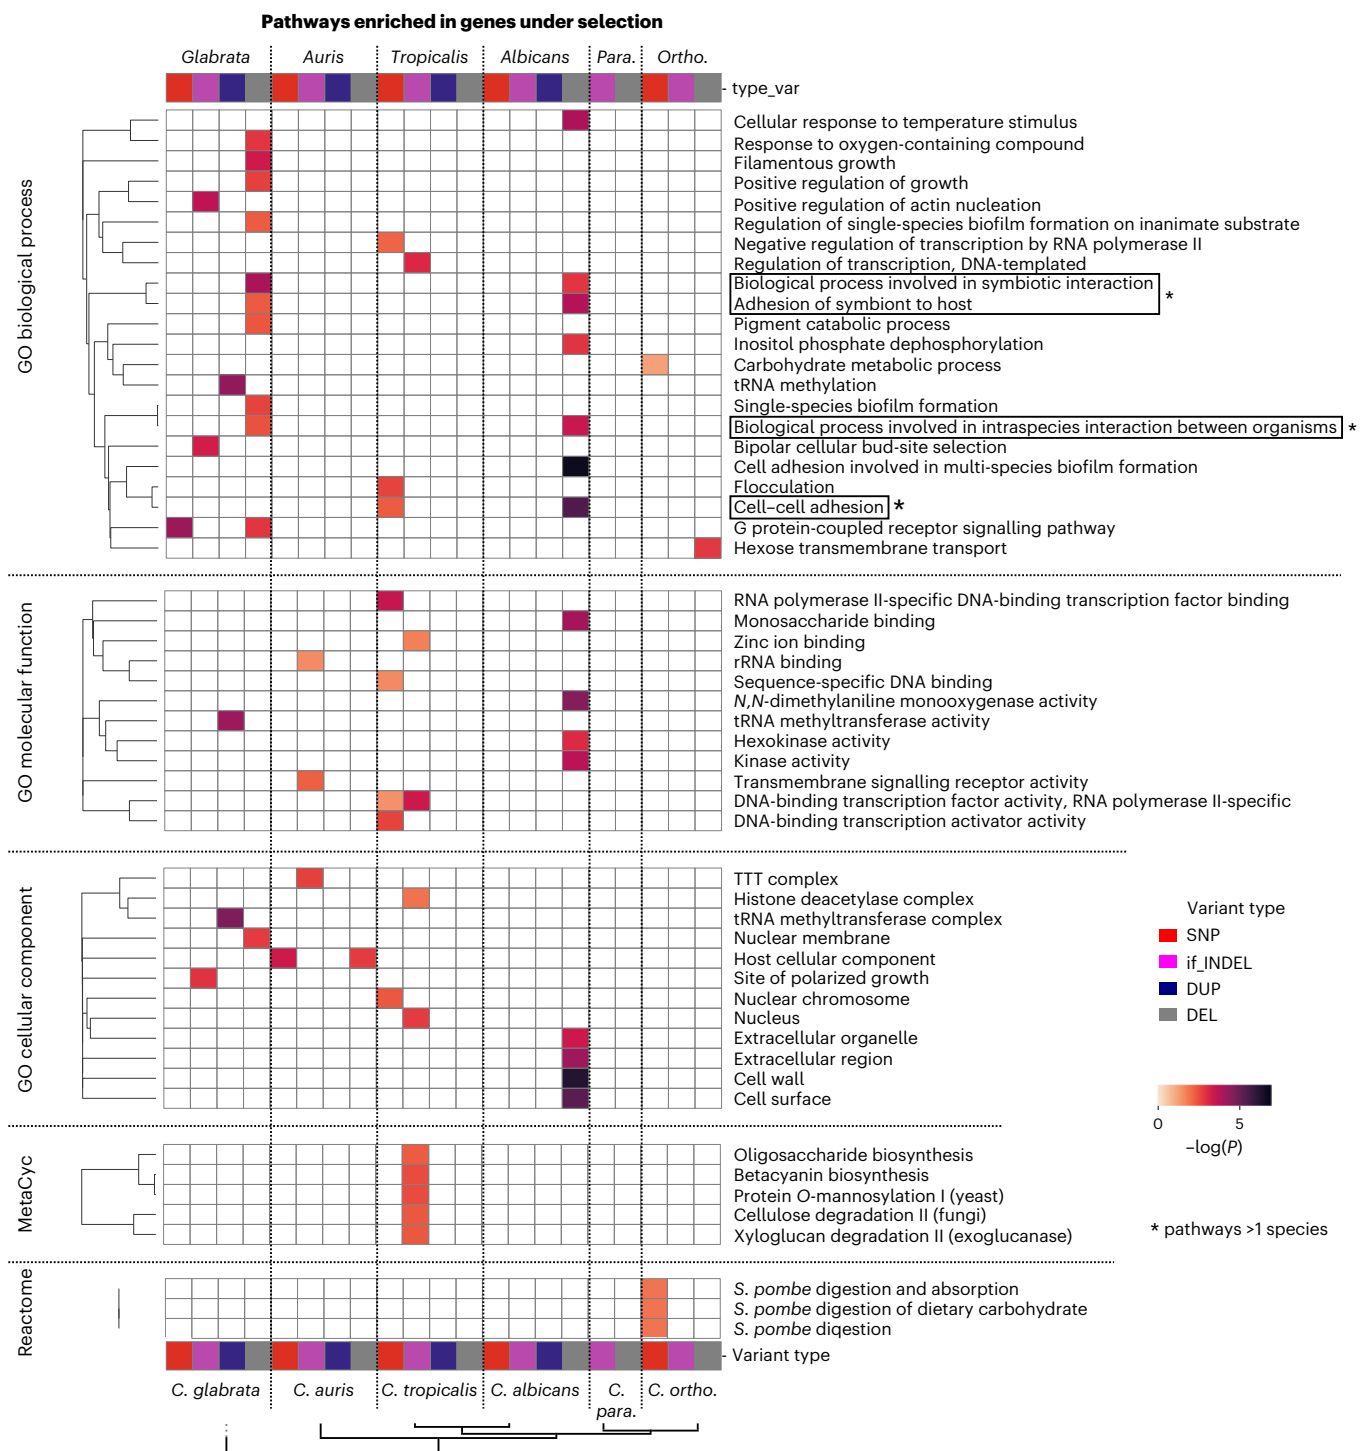 Pathways enriched in genes under selection
Glabrata Auris Tropicalis Albicans Para. Ortho.
- type_var
GO biological process
Cellular response to temperature stimulus
Response to oxygen-containing compound
Filamentous growth
Positive regulation of growth
Positive regulation of actin nucleation
Regulation of single-species biofilm formation on inanimate substrate
Negative regulation of transcription by RNA polymerase II
Regulation of transcription, DNA-templated
Biological process involved in symbiotic interaction
Adhesion of symbiont to host *
Pigment catabolic process
Inositol phosphate dephosphorylation
Carbohydrate metabolic process
tRNA methylation
Single-species biofilm formation
Biological process involved in intraspecies interaction between organisms *
Bipolar cellular bud-site selection
Cell adhesion involved in multi-species biofilm formation
Flocculation
Cell–cell adhesion *
G protein-coupled receptor signalling pathway
Hexose transmembrane transport
GO molecular function
RNA polymerase II-specific DNA-binding transcription factor binding
Monosaccharide binding
Zinc ion binding
rRNA binding
Sequence-specific DNA binding
N,N-dimethylaniline monooxygenase activity
tRNA methyltransferase activity
Hexokinase activity
Kinase activity
Transmembrane signalling receptor activity
DNA-binding transcription factor activity, RNA polymerase II-specific
DNA-binding transcription activator activity
GO cellular component
TTT complex
Histone deacetylase complex
tRNA methyltransferase complex
Nuclear membrane
Host cellular component
Site of polarized growth
Nuclear chromosome
Nucleus
Extracellular organelle
Extracellular region
Cell wall
Cell surface
Variant type
SNP
if_INDEL
DUP
DEL
0 5
–log(P)
MetaCyc
Oligosaccharide biosynthesis
Betacyanin biosynthesis
Protein O-mannosylation I (yeast)
Cellulose degradation II (fungi)
Xyloglucan degradation II (exoglucanase)
* pathways >1 species
Reactome
S. pombe digestion and absorption
S. pombe digestion of dietary carbohydrate
S. pombe diqestion
- Variant type
C. glabrata C. auris C. tropicalis C. albicans C. C. ortho.
para.